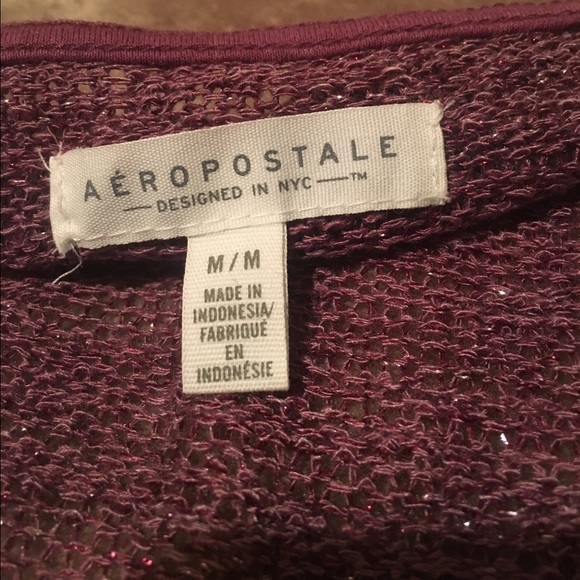 AÉROPOSTALE
— DESIGNED IN NYC —™
M / M
MADE IN
INDONESIA/
FABRIQUÉ
EN
INDONÉSIE